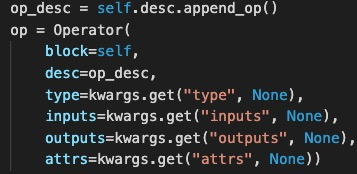 op_desc = self.desc.append_op()
op = Operator(
    block=self,
    desc=op_desc,
    type=kwargs.get("type", None),
    inputs=kwargs.get("inputs", None),
    outputs=kwargs.get("outputs", None),
    attrs=kwargs.get("attrs", None))